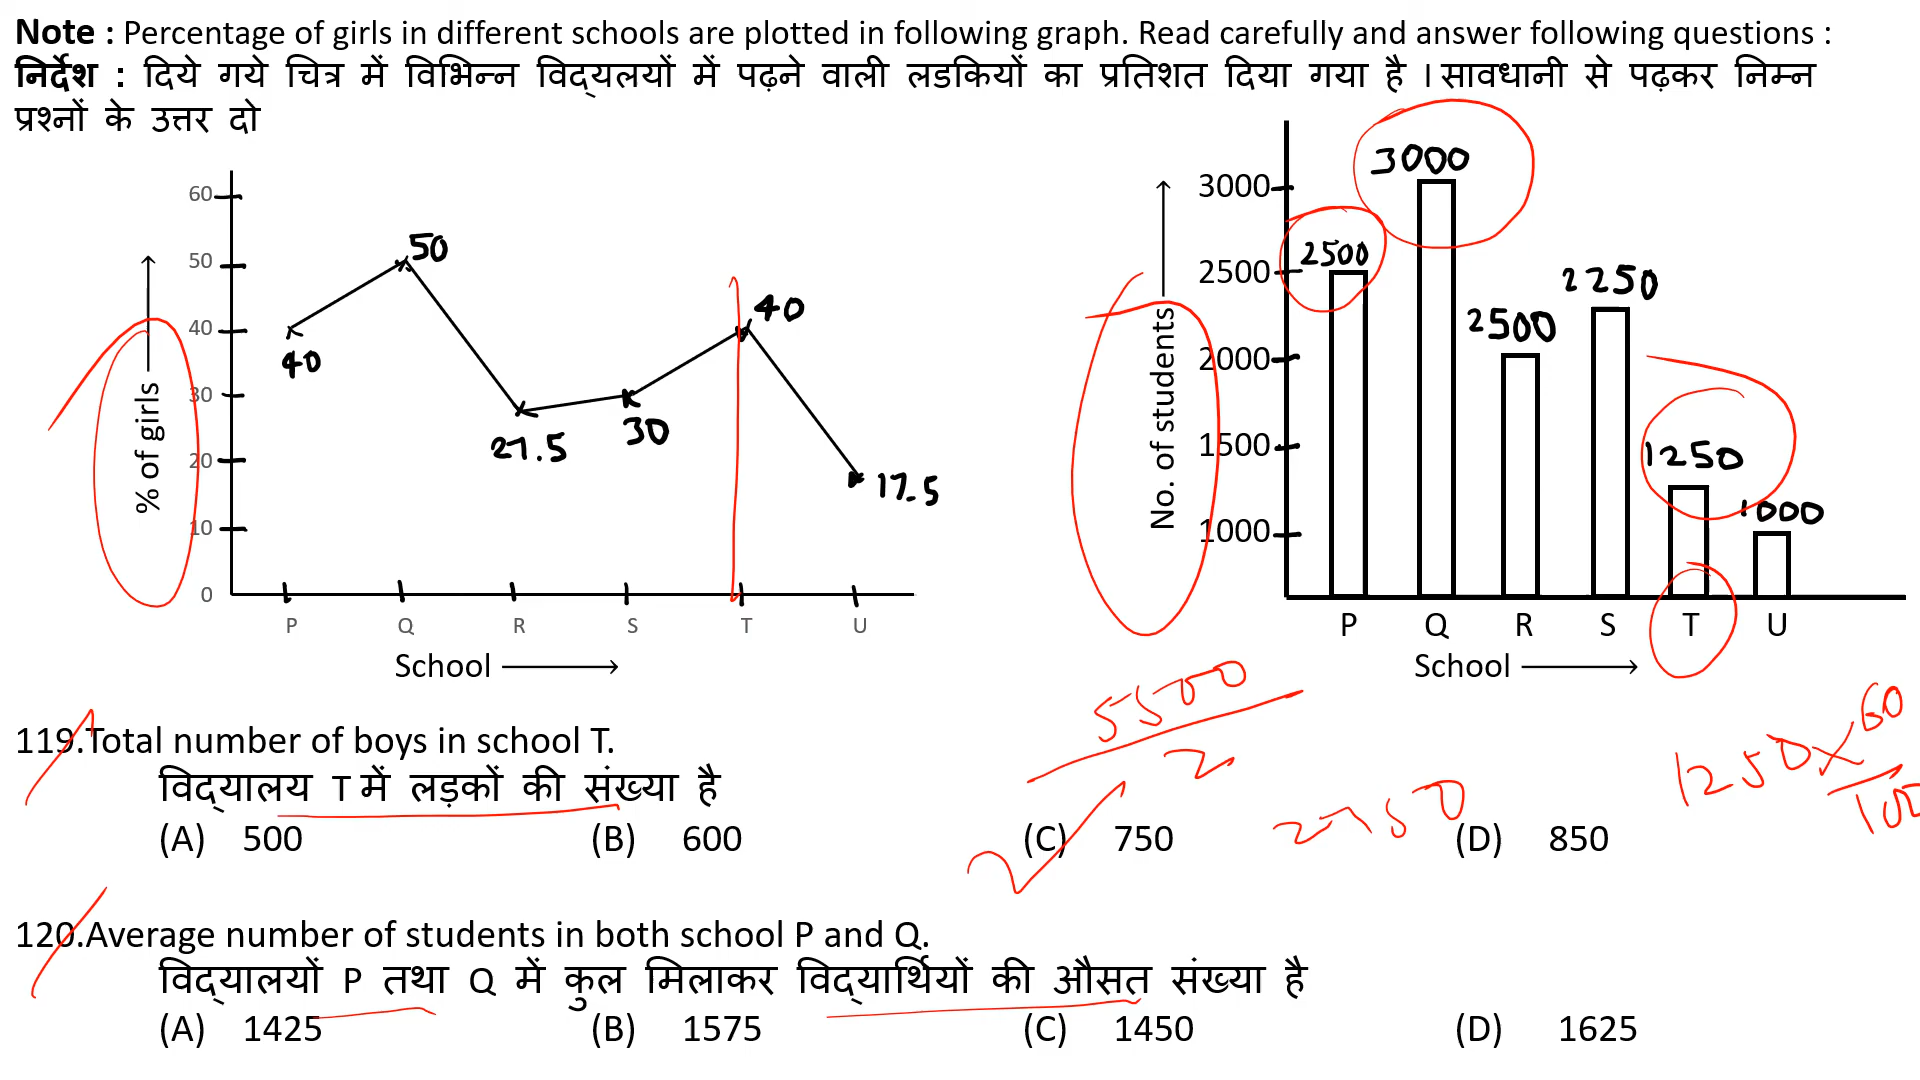 Note : Percentage of girls in different schools are plotted in following graph. Read carefully and answer following questions :
निर्देश : दिये गये चित्र में विभिन्न विद्यलयों में पढ़ने वाली लडकियों का प्रतिशत दिया गया है । सावधानी से पढ़कर निम्न
प्रश्नों के उत्तर दो
60
50
40
30
20
10
0
% of girls
40
50
27.5
30
40
17.5
P Q R S T U
School
3000
2500
2000
1500
1000
No. of students
2500
3000
2500
2250
1250
1000
P Q R S T U
School
5500
2
2750
1250 × 60
100
119.Total number of boys in school T.
विद्यालय T में लड़कों की संख्या है
(A) 500 (B) 600 (C) 750 (D) 850
120.Average number of students in both school P and Q.
विद्यालयों P तथा Q में कुल मिलाकर विद्यार्थियों की औसत संख्या है
(A) 1425 (B) 1575 (C) 1450 (D) 1625